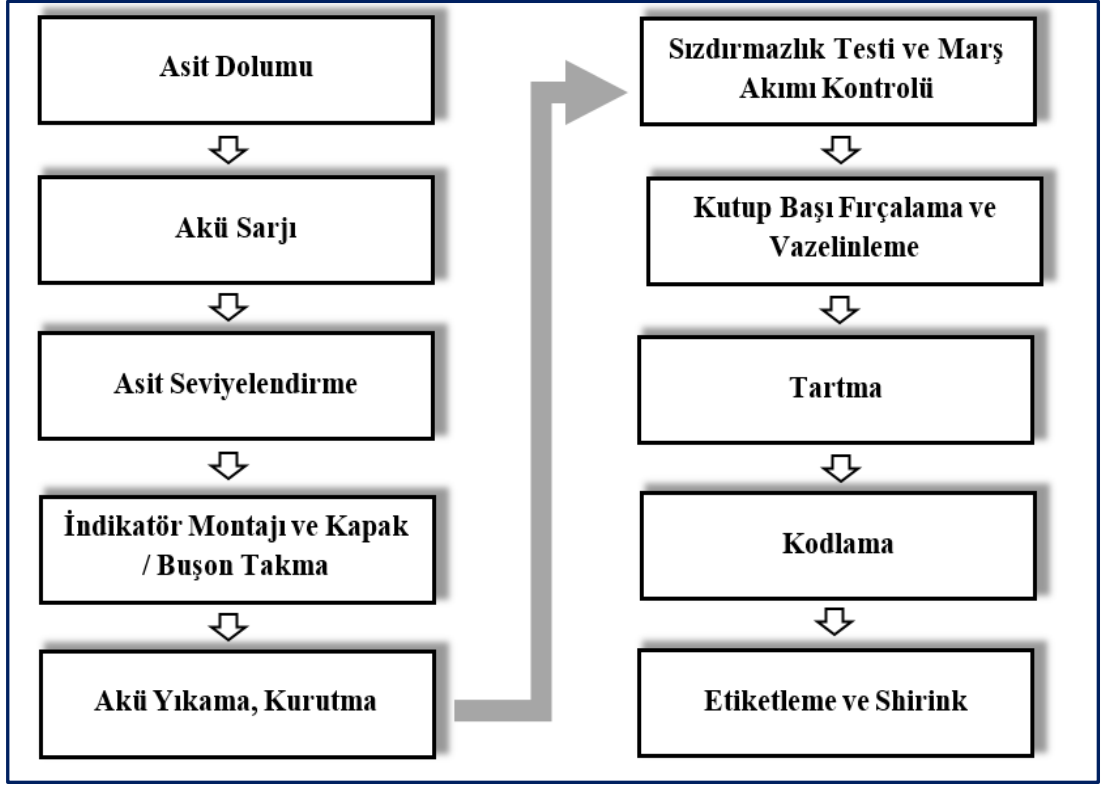 Asit Dolumu
Akü Sarjı
Asit Seviyelendirme
İndikatör Montajı ve Kapak
/ Buşon Takma
Akü Yıkama, Kurutma
Sızdırmazlık Testi ve Marş
Akımı Kontrolü
Kutup Başı Fırçalama ve
Vazelinleme
Tartma
Kodlama
Etiketleme ve Shirink